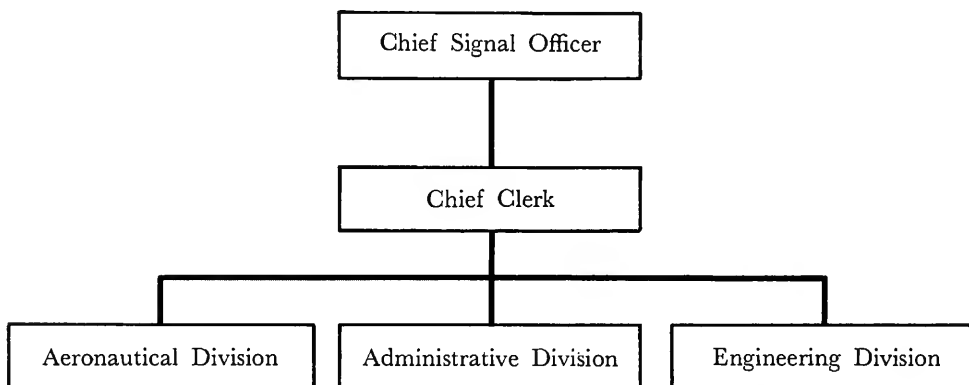 Chief Signal Officer
Chief Clerk
Aeronautical Division
Administrative Division
Engineering Division